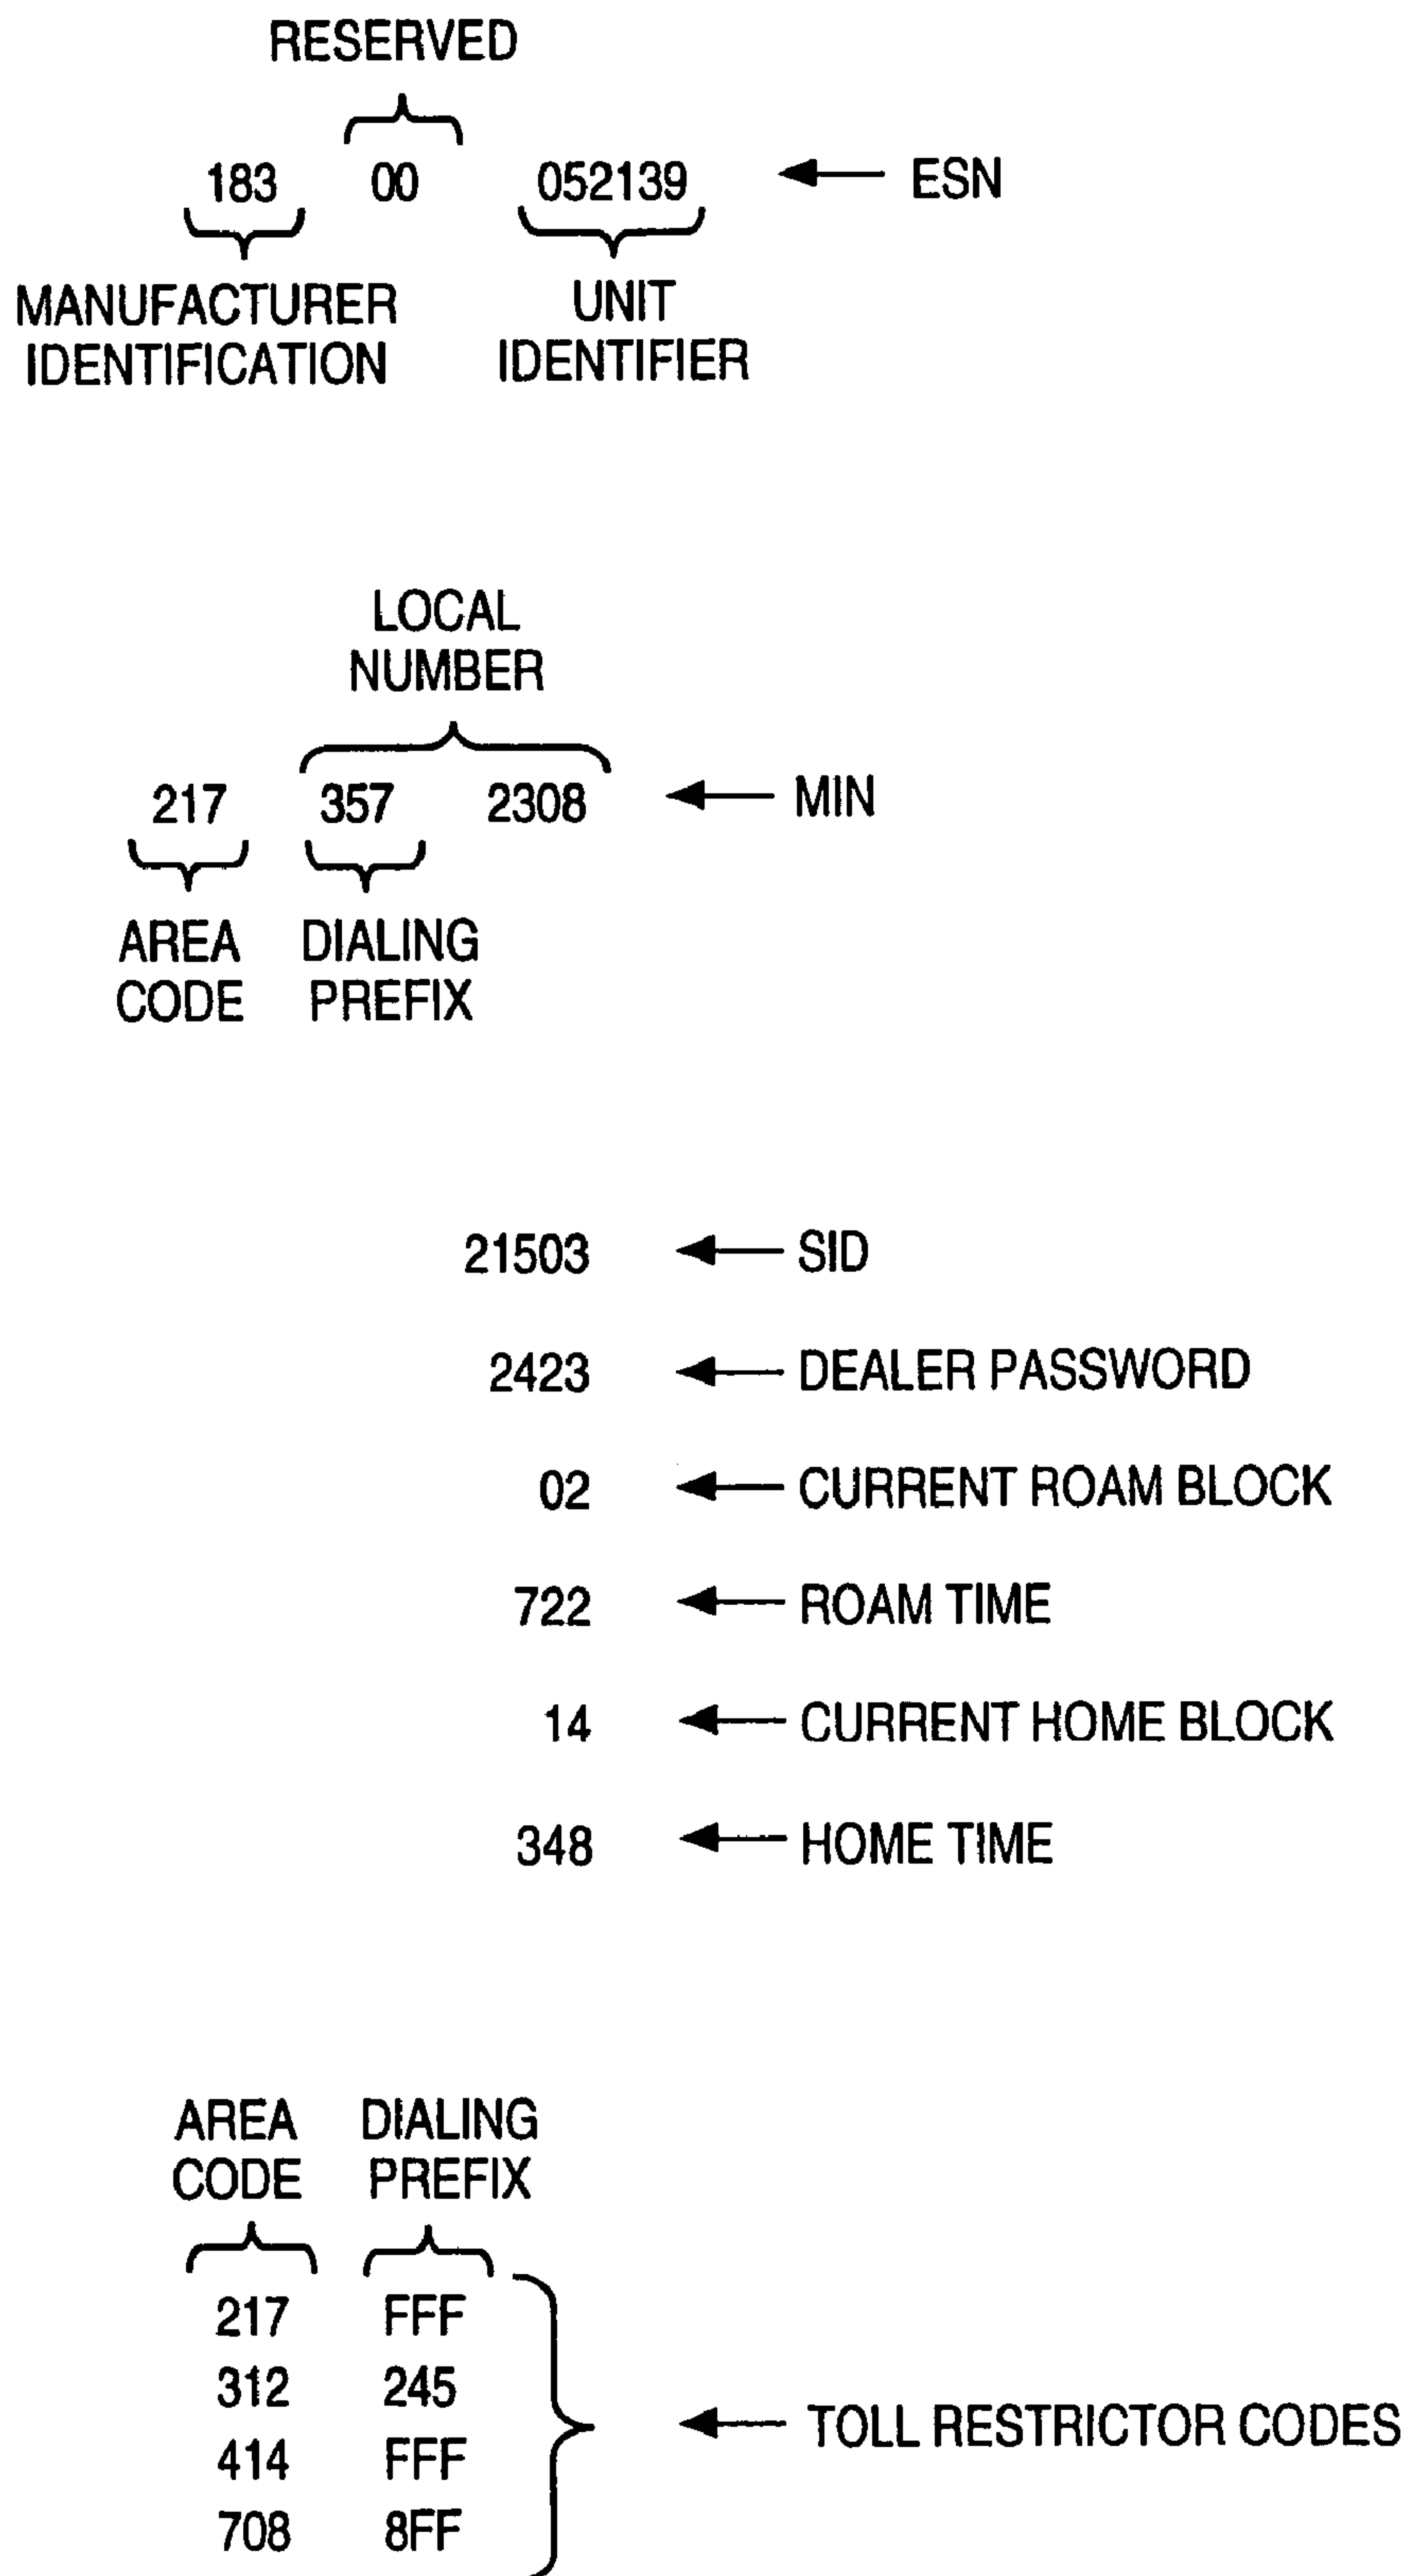 RESERVED
183 00 052139 ESN
MANUFACTURER IDENTIFICATION
UNIT IDENTIFIER
LOCAL NUMBER
217 357 2308 MIN
AREA CODE
DIALING PREFIX
21503 SID
2423 DEALER PASSWORD
02 CURRENT ROAM BLOCK
722 ROAM TIME
14 CURRENT HOME BLOCK
348 HOME TIME
AREA CODE
DIALING PREFIX
217 FFF
312 245
TOLL RESTRICTOR CODES
414 FFF
708 8FF